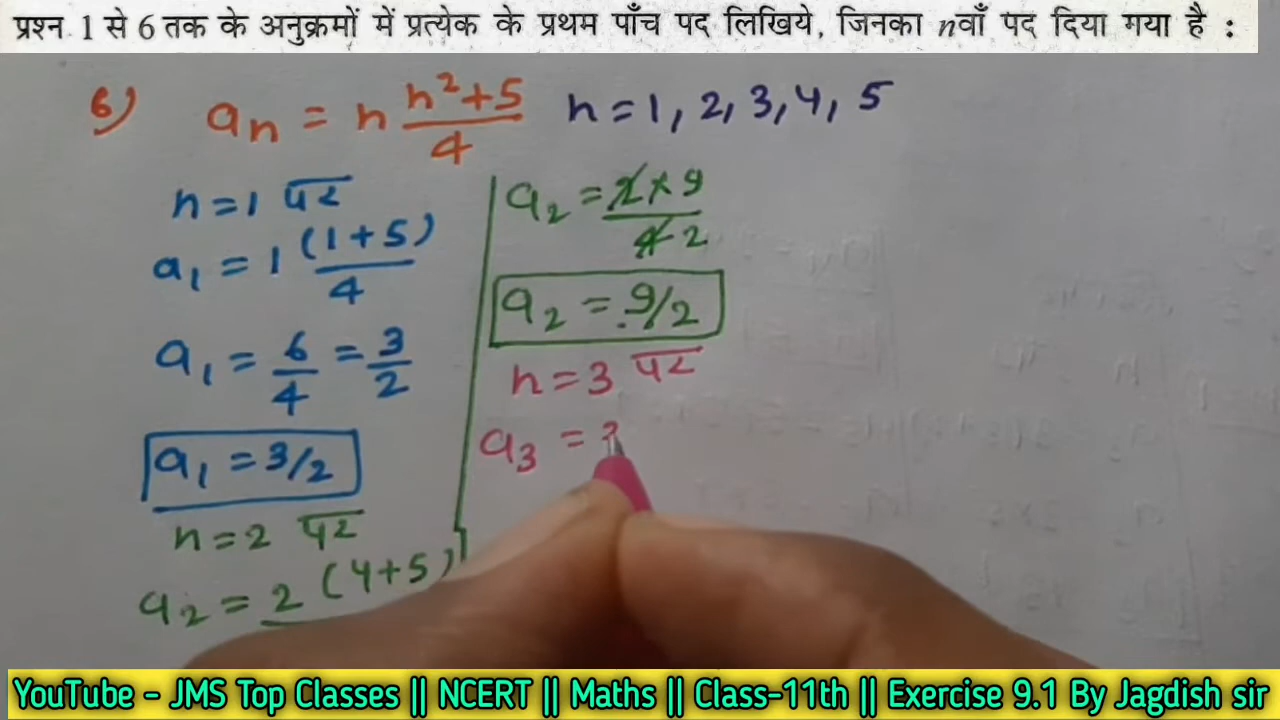 प्रश्न 1 से 6 तक के अनुक्रमों में प्रत्येक के प्रथम पाँच पद लिखिये, जिनका nवाँ पद दिया गया है :
6) aₙ = n (n²+5)/4 n = 1, 2, 3, 4, 5
n = 1 पर
a₁ = 1 (1+5)/4
a₁ = 6/4 = 3/2
a₁ = 3/2
n = 2 पर
a₂ = 2 (4+5)
a₂ = 2×9/4 2
a₂ = 9/2
n = 3 पर
a₃ = 3
YouTube - JMS Top Classes || NCERT || Maths || Class-11th || Exercise 9.1 By Jagdish sir